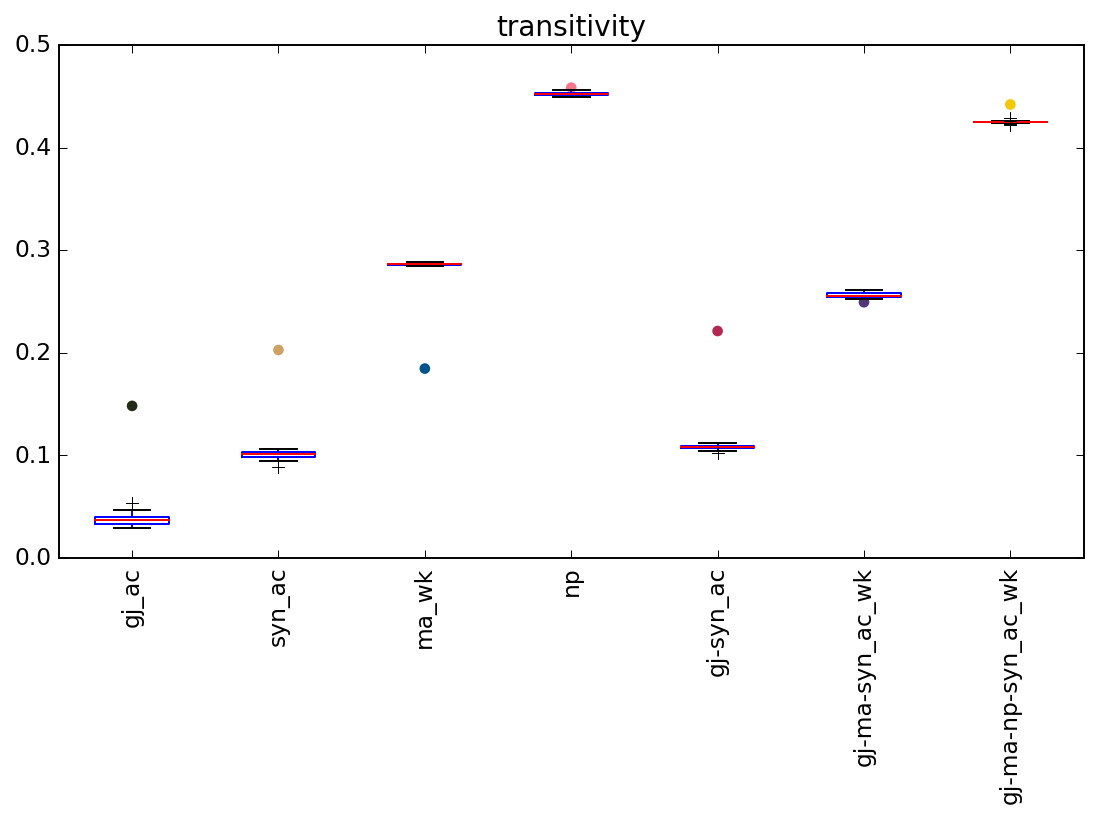 transitivity
0.5
0.4
0.3
0.2
0.1
0.0
gj_ac
syn_ac
ma_wk
np
gj-syn_ac
gj-ma-syn_ac_wk
gj-ma-np-syn_ac_wk